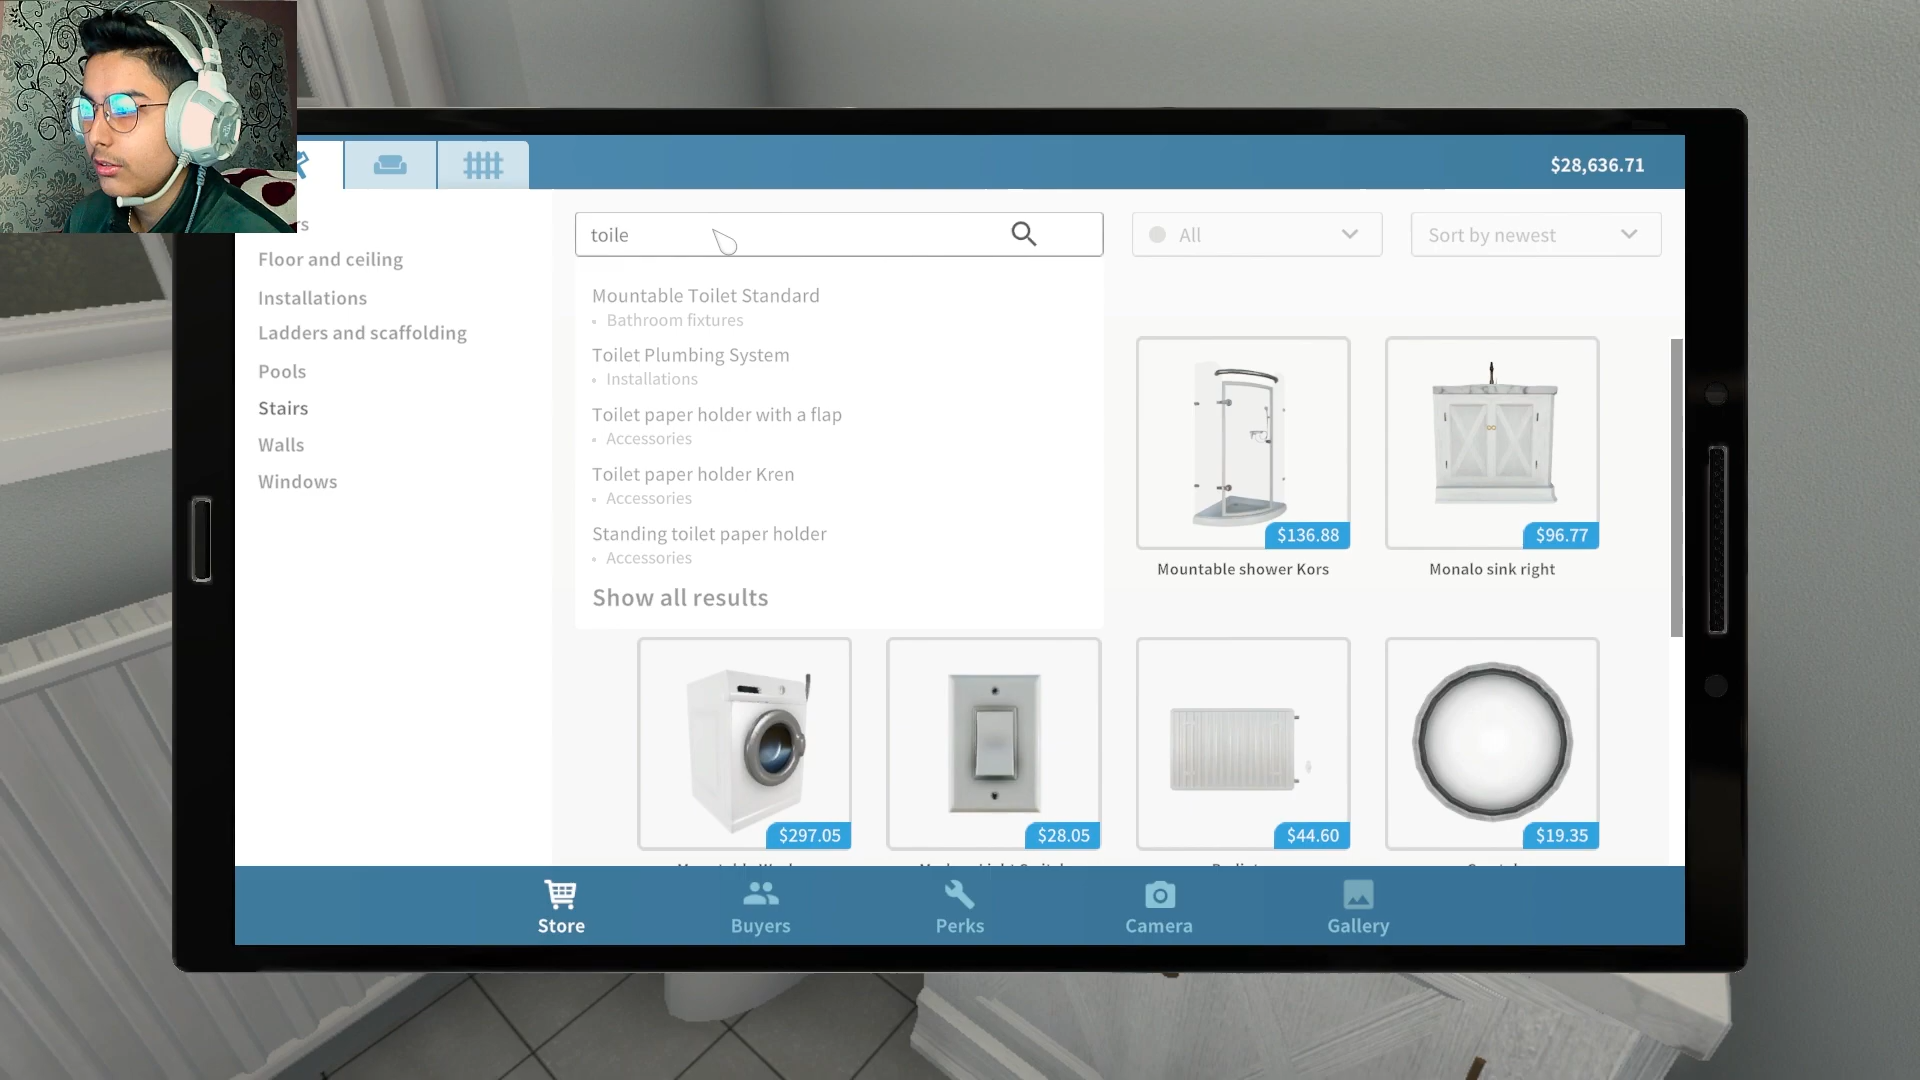 $28,636.71
rs
toile
All
Sort by newest
Floor and ceiling
Installations
Ladders and scaffolding
Pools
Stairs
Walls
Windows
Mountable Toilet Standard
Bathroom fixtures
Toilet Plumbing System
Installations
Toilet paper holder with a flap
Accessories
Toilet paper holder Kren
Accessories
Standing toilet paper holder
Accessories
Show all results
$136.88
$96.77
Mountable shower Kors
Monalo sink right
$297.05
$28.05
$44.60
$19.35
Store
Buyers
Perks
Camera
Gallery